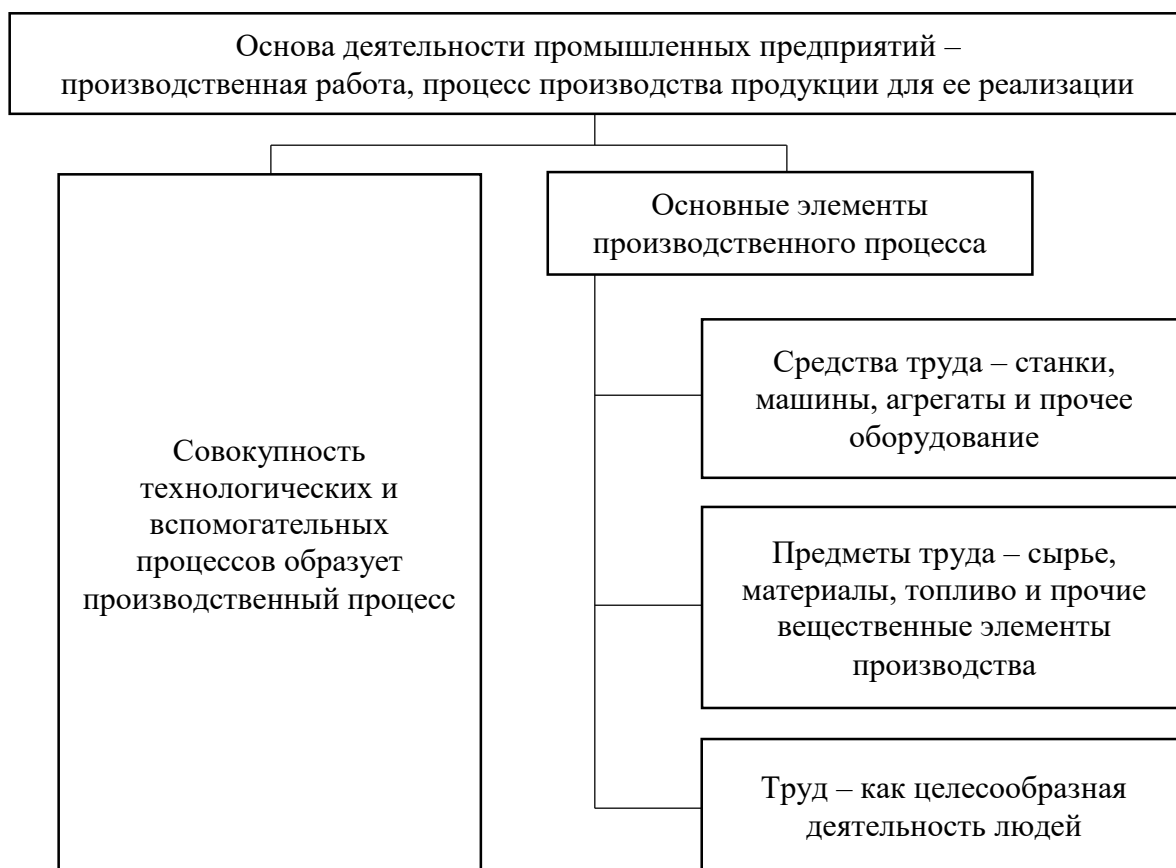 Основа деятельности промышленных предприятий –
производственная работа, процесс производства продукции для ее реализации
Совокупность
технологических и
вспомогательных
процессов образует
производственный процесс
Основные элементы
производственного процесса
Средства труда – станки,
машины, агрегаты и прочее
оборудование
Предметы труда – сырье,
материалы, топливо и прочие
вещественные элементы
производства
Труд – как целесообразная
деятельность людей